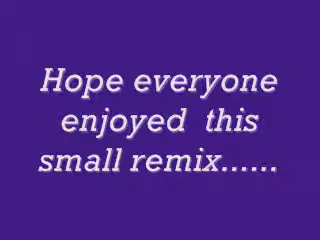 Hope everyone
enjoyed  this
small remix......